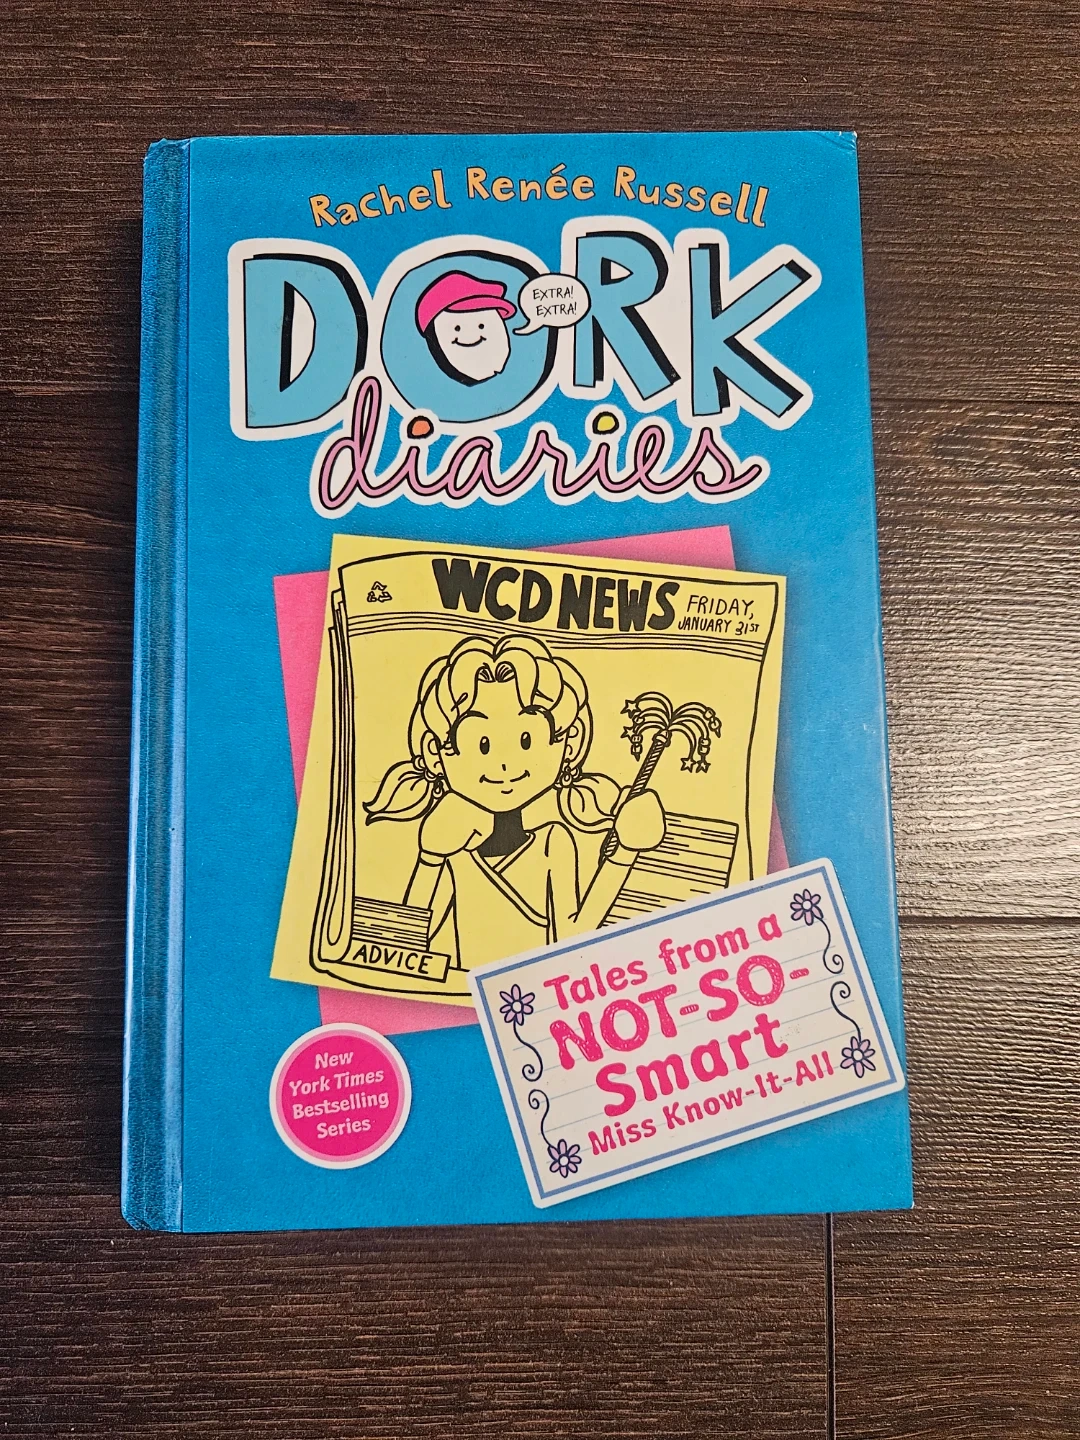 Rachel Renée Russell
DORK
EXTRA!
EXTRA!
diaries
WCD NEWS
FRIDAY,
JANUARY 31ST
ADVICE
Tales from a
NOT-SO-
Smart
Miss Know-It-All
New
York Times
Bestselling
Series